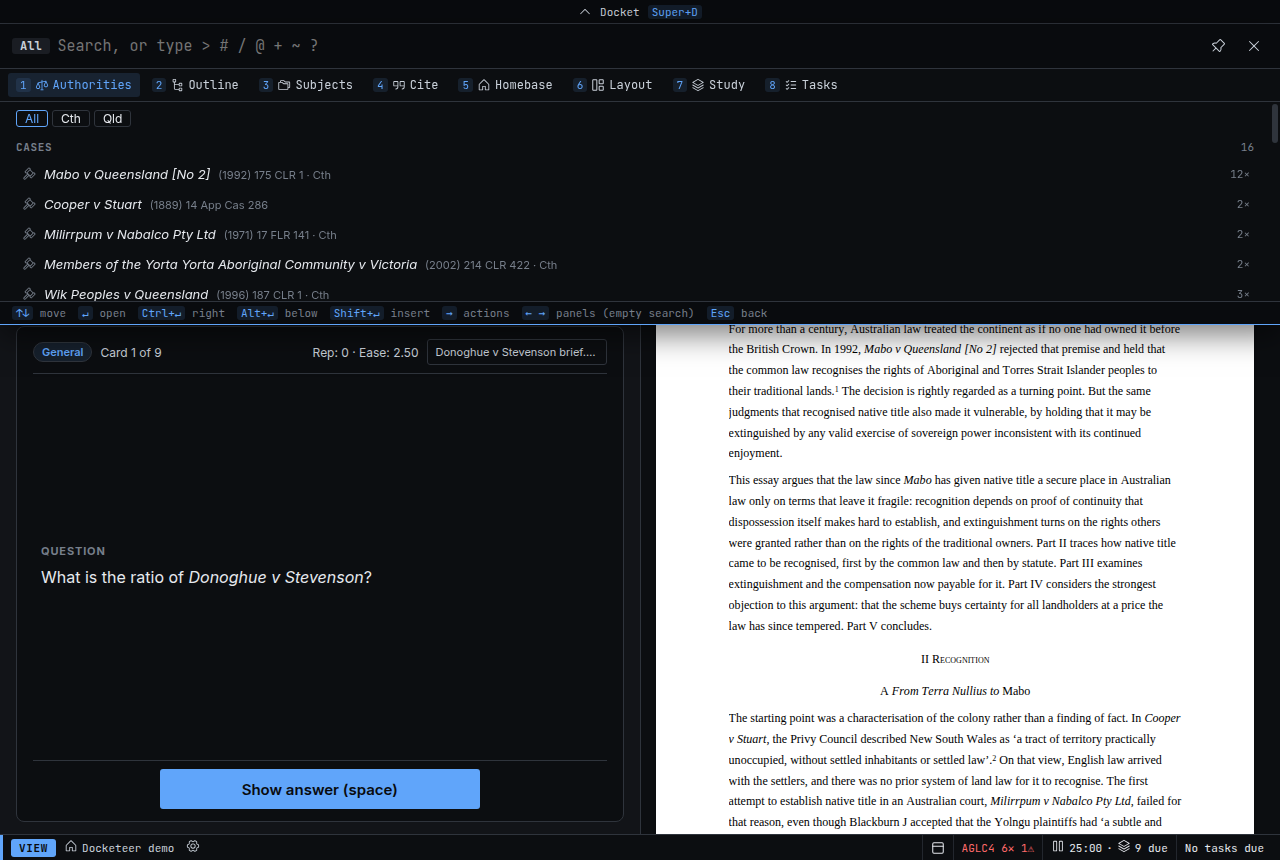 Docket Super+D
All Search, or type > # / @ + ~ ?
1 Authorities 2 Outline 3 Subjects 4 Cite 5 Homebase 6 Layout 7 Study 8 Tasks
All Cth Qld
CASES 16
Mabo v Queensland [No 2] (1992) 175 CLR 1 · Cth 12×
Cooper v Stuart (1889) 14 App Cas 286 2×
Milirrpum v Nabalco Pty Ltd (1971) 17 FLR 141 · Cth 2×
Members of the Yorta Yorta Aboriginal Community v Victoria (2002) 214 CLR 422 · Cth 2×
Wik Peoples v Queensland (1996) 187 CLR 1 · Cth 3×
↑↓ move ↵ open Ctrl+↵ right Alt+↵ below Shift+↵ insert → actions ← → panels (empty search) Esc back
General Card 1 of 9 Rep: 0 · Ease: 2.50 Donoghue v Stevenson brief....
QUESTION
What is the ratio of Donoghue v Stevenson?
Show answer (space)
For more than a century, Australian law treated the continent as if no one had owned it before
the British Crown. In 1992, Mabo v Queensland [No 2] rejected that premise and held that
the common law recognises the rights of Aboriginal and Torres Strait Islander peoples to
their traditional lands.1 The decision is rightly regarded as a turning point. But the same
judgments that recognised native title also made it vulnerable, by holding that it may be
extinguished by any valid exercise of sovereign power inconsistent with its continued
enjoyment.
This essay argues that the law since Mabo has given native title a secure place in Australian
law only on terms that leave it fragile: recognition depends on proof of continuity that
dispossession itself makes hard to establish, and extinguishment turns on the rights others
were granted rather than on the rights of the traditional owners. Part II traces how native title
came to be recognised, first by the common law and then by statute. Part III examines
extinguishment and the compensation now payable for it. Part IV considers the strongest
objection to this argument: that the scheme buys certainty for all landholders at a price the
law has since tempered. Part V concludes.
II Recognition
A From Terra Nullius to Mabo
The starting point was a characterisation of the colony rather than a finding of fact. In Cooper
v Stuart, the Privy Council described New South Wales as ‘a tract of territory practically
unoccupied, without settled inhabitants or settled law’.2 On that view, English law arrived
with the settlers, and there was no prior system of land law for it to recognise. The first
attempt to establish native title in an Australian court, Milirrpum v Nabalco Pty Ltd, failed for
that reason, even though Blackburn J accepted that the Yolngu plaintiffs had ‘a subtle and
VIEW Docketeer demo AGLC4 6× 1⚠ 25:00 · 9 due No tasks due